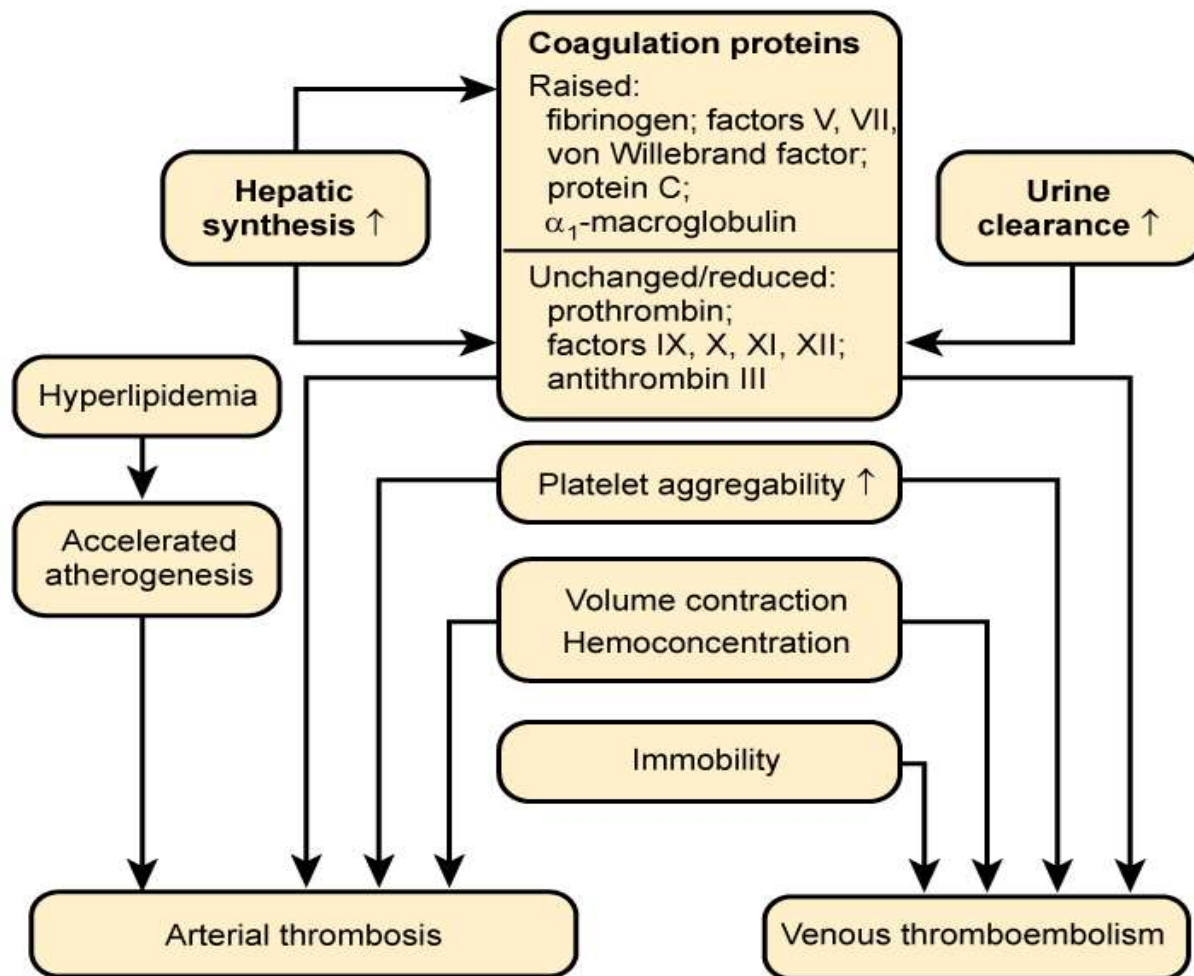 Coagulation proteins
Raised:
fibrinogen; factors V, VII,
von Willebrand factor;
protein C;
α₁-macroglobulin
Hepatic
synthesis ↑
Urine
clearance ↑
Unchanged/reduced:
prothrombin;
factors IX, X, XI, XII;
antithrombin III
Hyperlipidemia
Platelet aggregability ↑
Accelerated
atherogenesis
Volume contraction
Hemoconcentration
Immobility
Arterial thrombosis
Venous thromboembolism